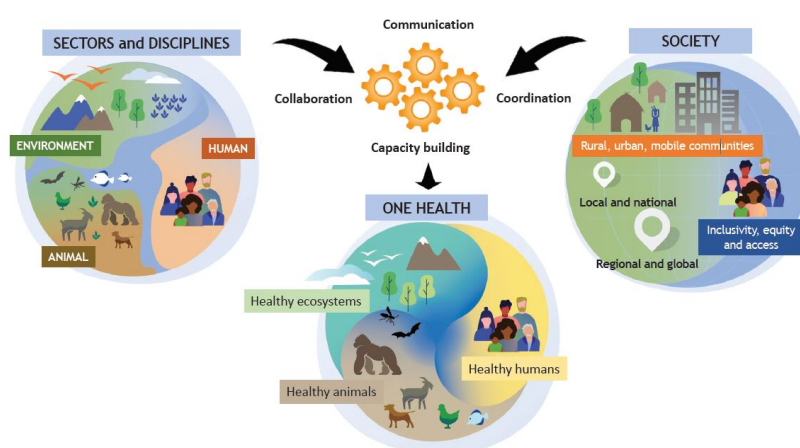 Communication
SECTORS and DISCIPLINES
SOCIETY
Collaboration
Coordination
ENVIRONMENT
HUMAN
Capacity building
Rural, urban, mobile communities
Local and national
ONE HEALTH
Inclusivity, equity
and access
ANIMAL
Regional and global
Healthy ecosystems
Healthy humans
Healthy animals